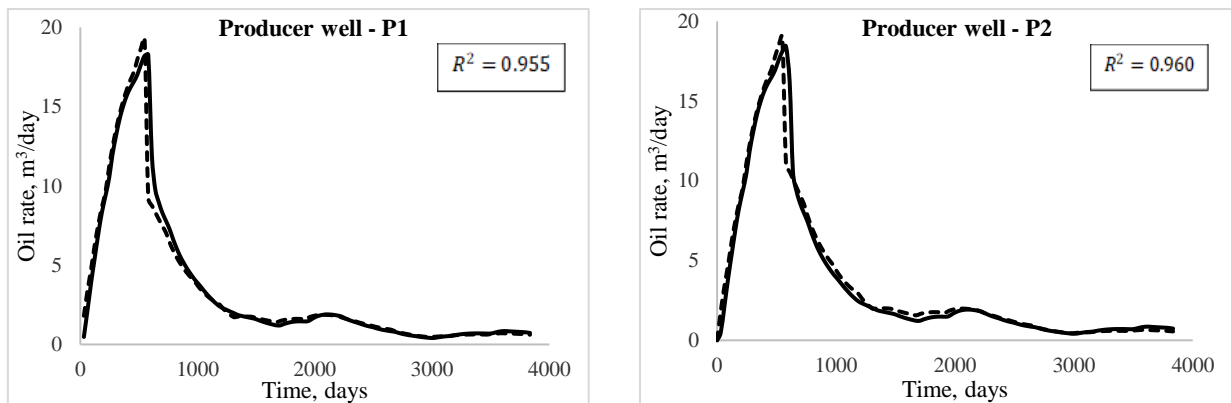 Producer well - P1
R² = 0.955
Oil rate, m³/day
20
15
10
5
0
0 1000 2000 3000 4000
Time, days
Producer well - P2
R² = 0.960
Oil rate, m³/day
20
15
10
5
0
0 1000 2000 3000 4000
Time, days